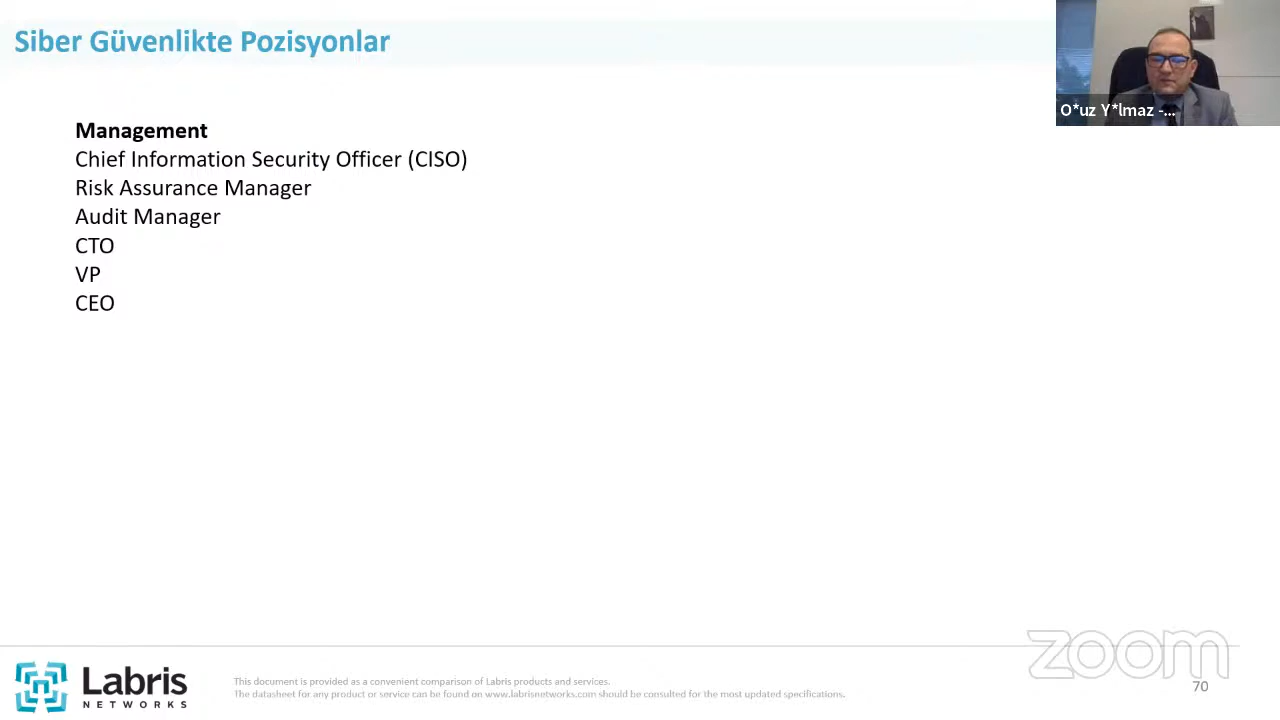 Siber Güvenlikte Pozisyonlar
O*uz Y*lmaz -...
Management
Chief Information Security Officer (CISO)
Risk Assurance Manager
Audit Manager
CTO
VP
CEO
zoom
Labris
NETWORKS
This document is provided as a convenient comparison of Labris products and services.
The datasheet for any product or service can be found on www.labrisnetworks.com should be consulted for the most updated specifications.
70